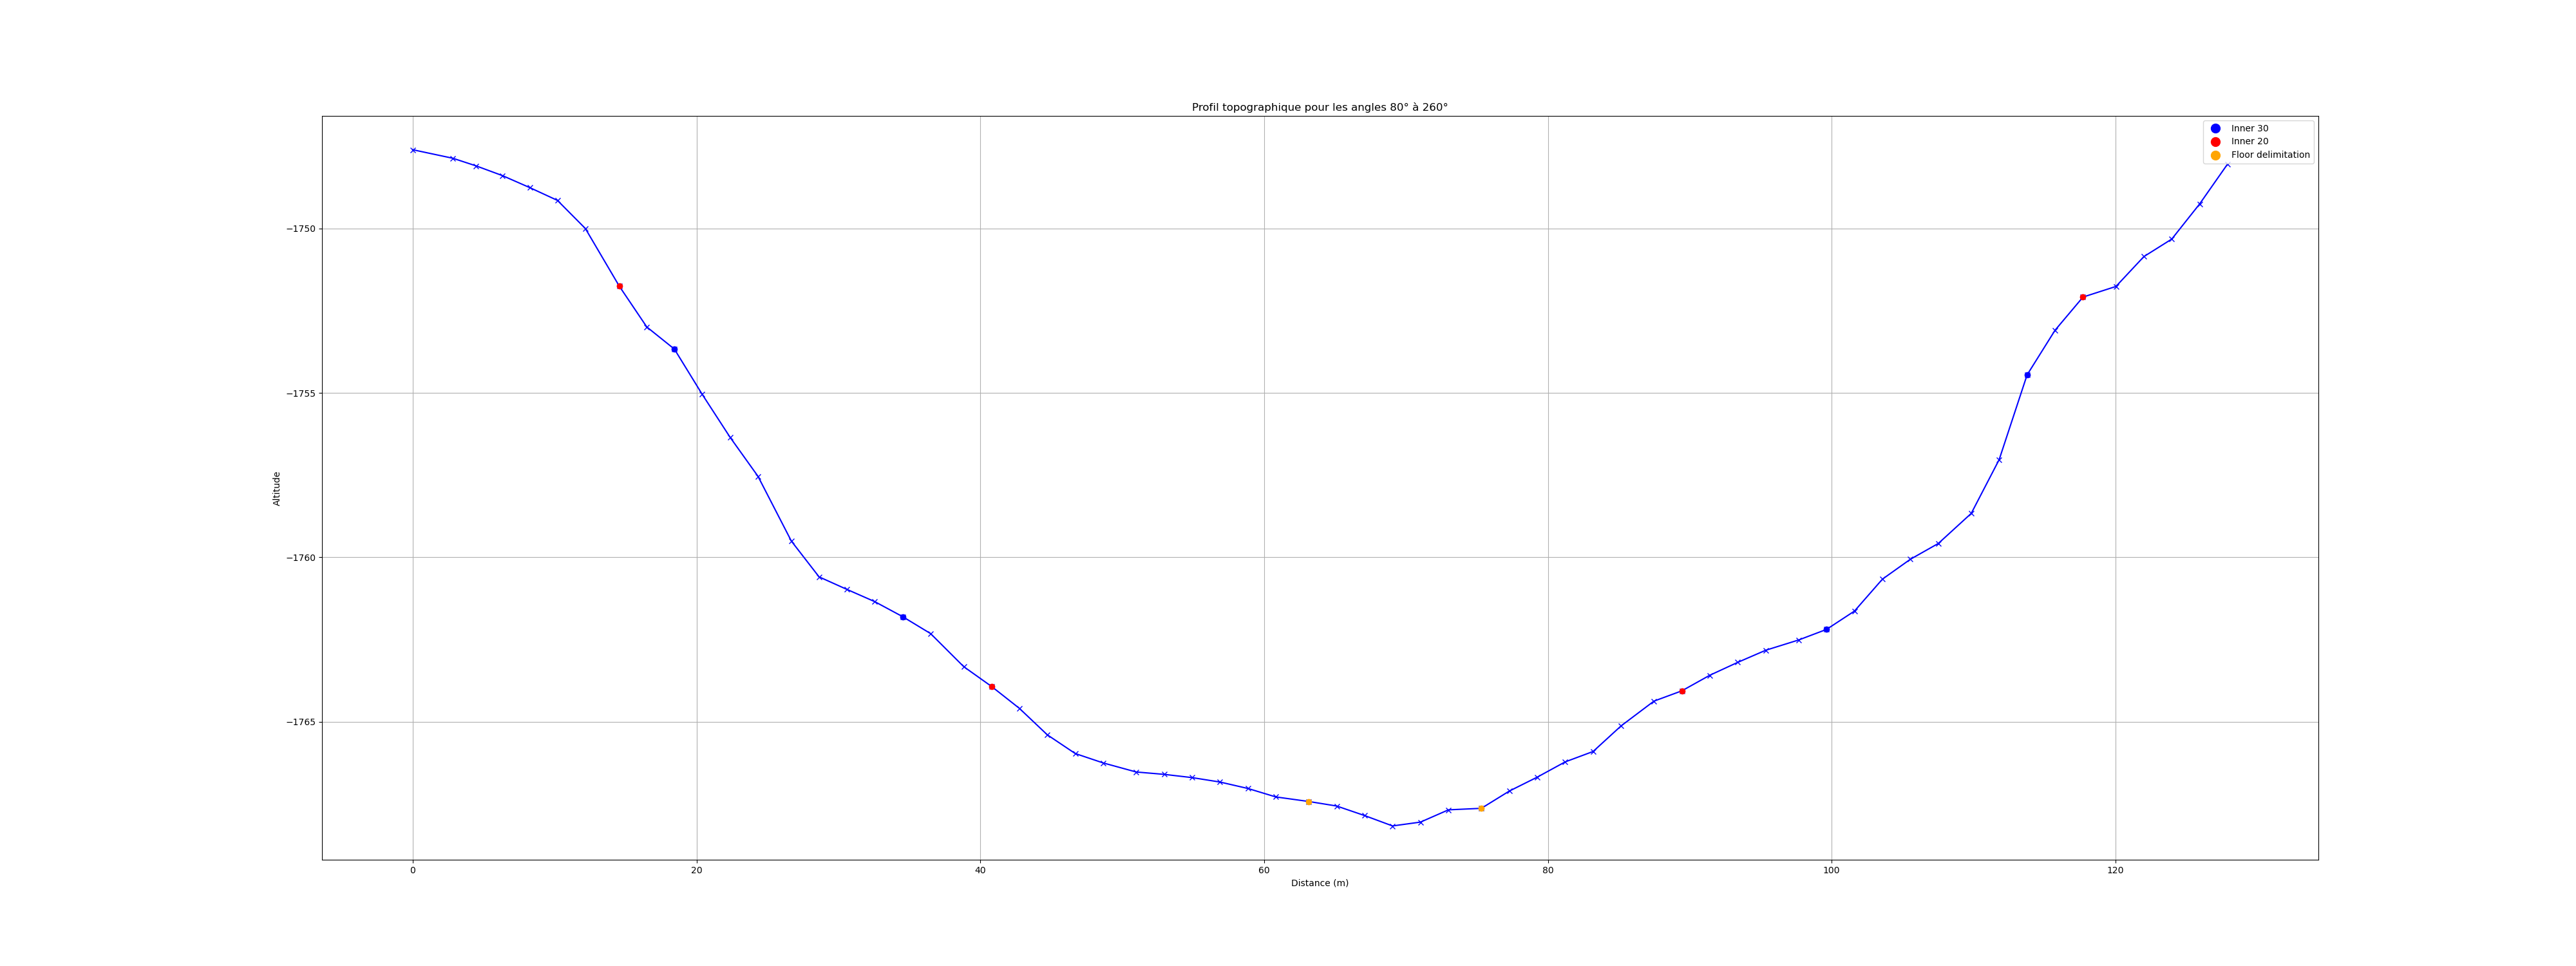 Profil topographique pour les angles 80° à 260°
Inner 30
Inner 20
Floor delimitation
−1750
−1755
−1760
−1765
Altitude
0 20 40 60 80 100 120
Distance (m)